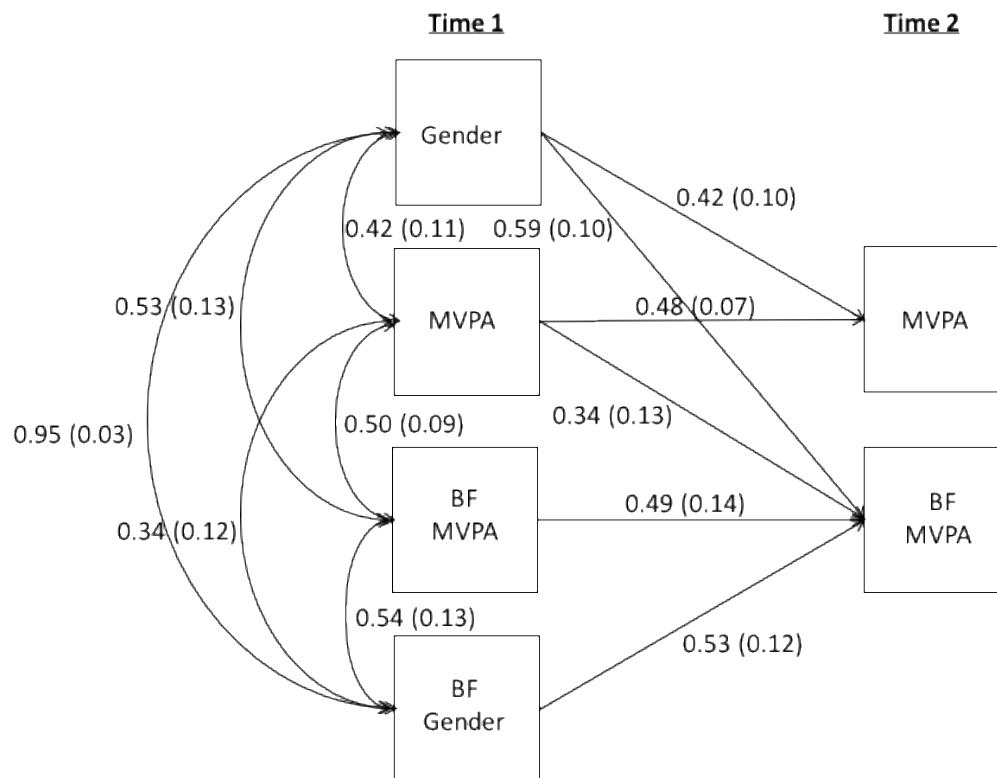 Time 1
Time 2
Gender
0.42 (0.10)
0.42 (0.11)
0.59 (0.10)
0.53 (0.13)
MVPA
0.48 (0.07)
MVPA
0.34 (0.13)
0.50 (0.09)
0.95 (0.03)
BF
MVPA
0.49 (0.14)
BF
MVPA
0.34 (0.12)
0.54 (0.13)
0.53 (0.12)
BF
Gender